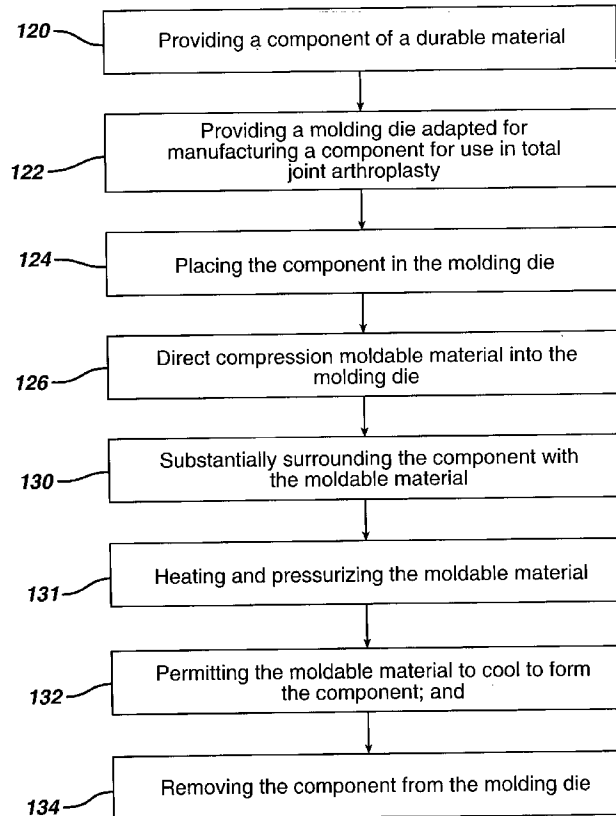 120
Providing a component of a durable material
122
Providing a molding die adapted for
manufacturing a component for use in total
joint arthroplasty
124
Placing the component in the molding die
126
Direct compression moldable material into the
molding die
130
Substantially surrounding the component with
the moldable material
131
Heating and pressurizing the moldable material
132
Permitting the moldable material to cool to form
the component; and
134
Removing the component from the molding die